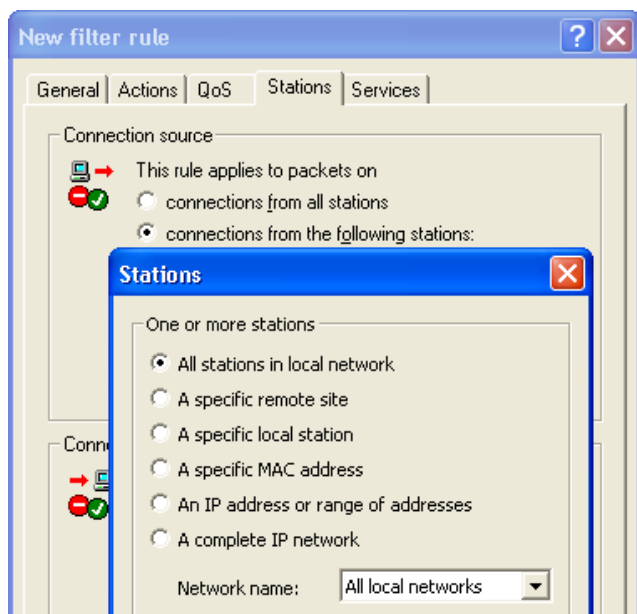 New filter rule
General Actions QoS Stations Services
Connection source
This rule applies to packets on
connections from all stations
connections from the following stations:
Stations
One or more stations
All stations in local network
A specific remote site
A specific local station
A specific MAC address
An IP address or range of addresses
A complete IP network
Network name: All local networks
Conn